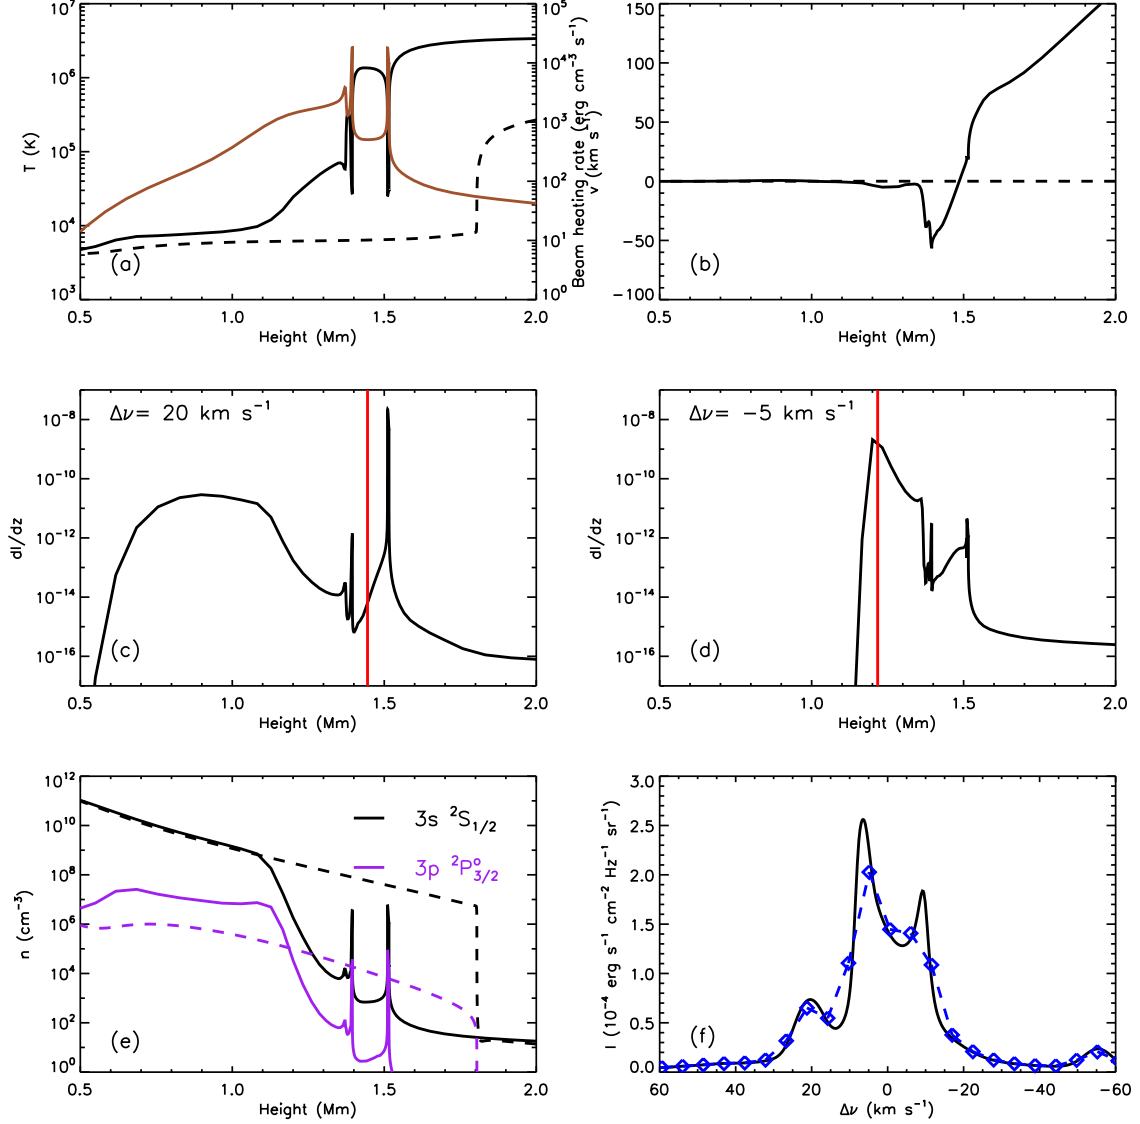 10⁷
10⁶
10⁵
10⁴
10³
T (K)
10⁵
10⁴
10³
10²
10¹
10⁰
Beam heating rate (erg cm⁻³ s⁻¹)
(a)
0.5 1.0 1.5 2.0
Height (Mm)
150
100
50
0
−50
−100
v (km s⁻¹)
(b)
0.5 1.0 1.5 2.0
Height (Mm)
Δν= 20 km s⁻¹
10⁻⁸
10⁻¹⁰
10⁻¹²
10⁻¹⁴
10⁻¹⁶
dI/dz
(c)
0.5 1.0 1.5 2.0
Height (Mm)
Δν= −5 km s⁻¹
10⁻⁸
10⁻¹⁰
10⁻¹²
10⁻¹⁴
10⁻¹⁶
dI/dz
(d)
0.5 1.0 1.5 2.0
Height (Mm)
10¹²
10¹⁰
10⁸
10⁶
10⁴
10²
10⁰
n (cm⁻³)
3s ²S₁/₂
3p ²P°₃/₂
(e)
0.5 1.0 1.5 2.0
Height (Mm)
3.0
2.5
2.0
1.5
1.0
0.5
0.0
I (10⁻⁴ erg s⁻¹ cm⁻² Hz⁻¹ sr⁻¹)
(f)
60 40 20 0 −20 −40 −60
Δν (km s⁻¹)